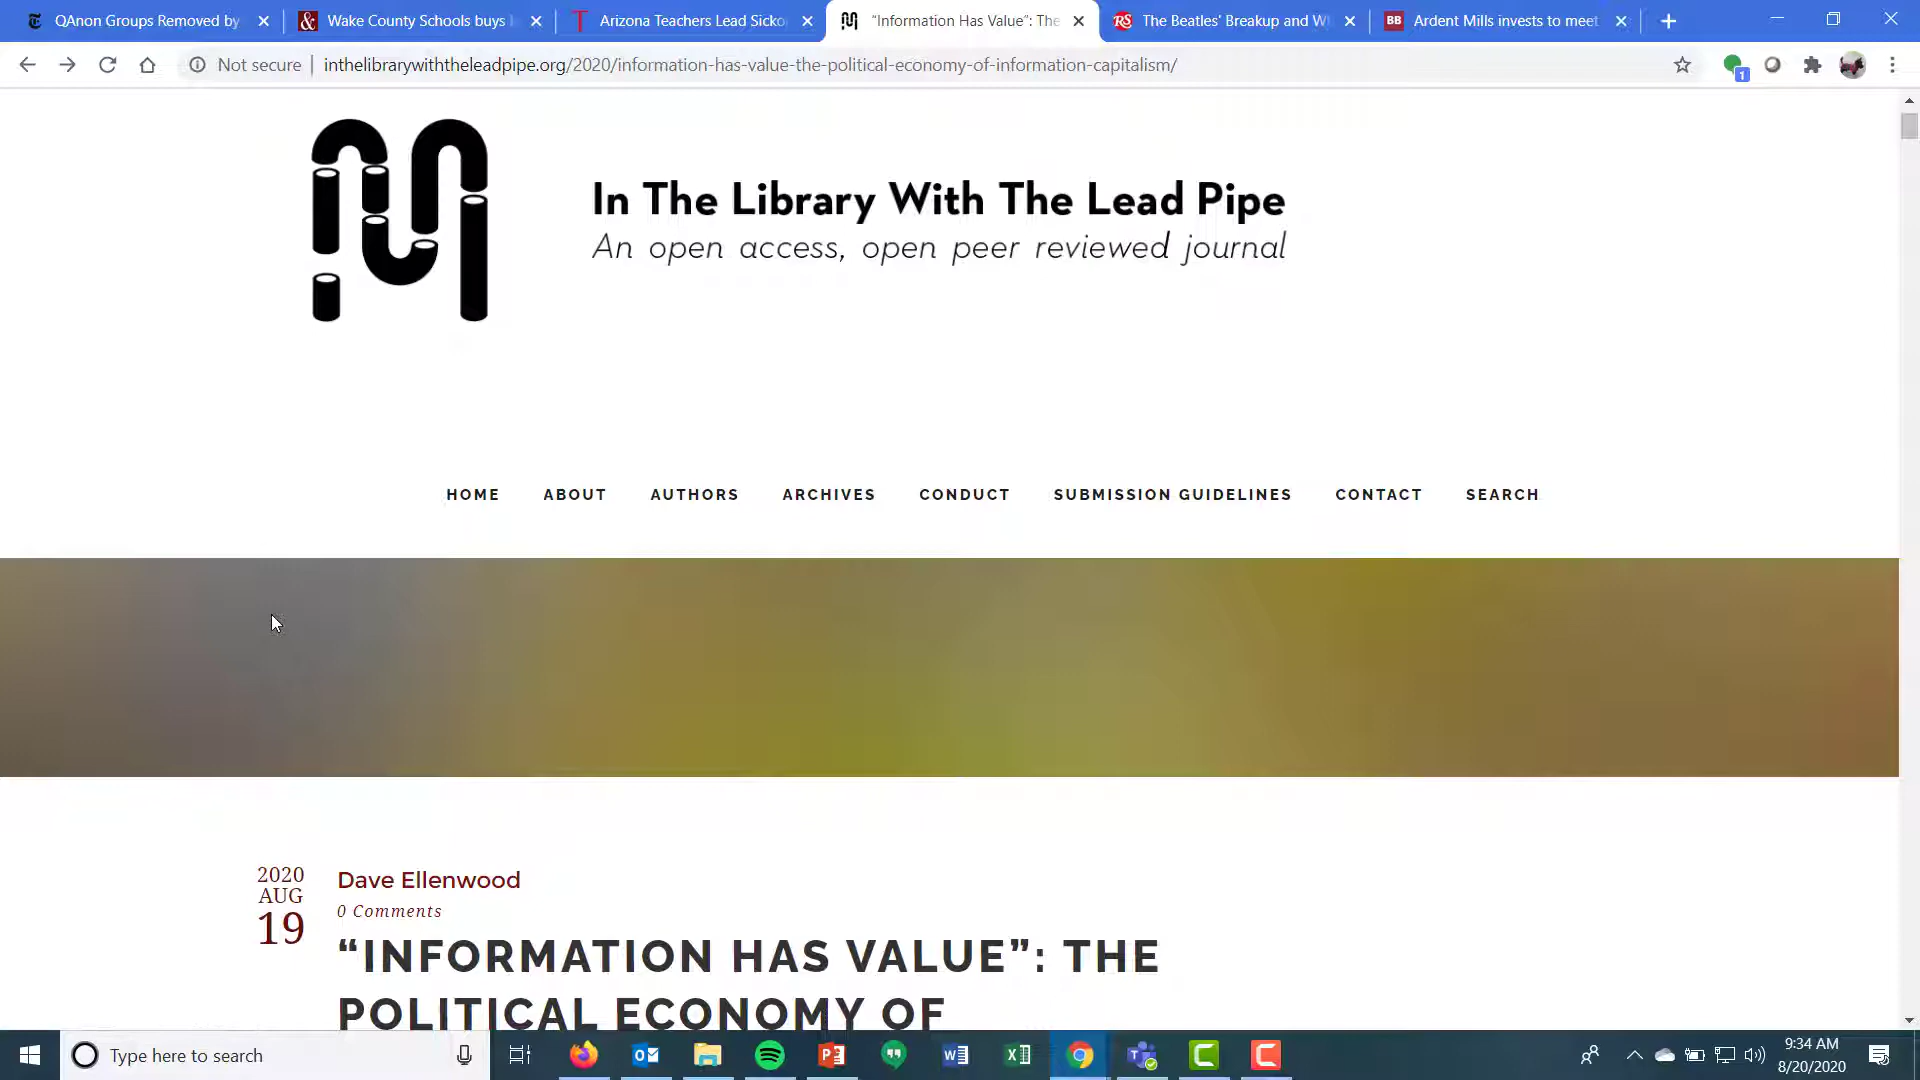 QAnon Groups Removed by
Wake County Schools buys
Arizona Teachers Lead Sicko
“Information Has Value”: The
RS
The Beatles' Breakup and W
BB
Ardent Mills invests to meet
Not secure
inthelibrarywiththeleadpipe.org/2020/information-has-value-the-political-economy-of-information-capitalism/
1
In The Library With The Lead Pipe
An open access, open peer reviewed journal
HOME
ABOUT
AUTHORS
ARCHIVES
CONDUCT
SUBMISSION GUIDELINES
CONTACT
SEARCH
2020
AUG
19
Dave Ellenwood
0 Comments
“INFORMATION HAS VALUE”: THE
POLITICAL ECONOMY OF
Type here to search
9:34 AM
8/20/2020